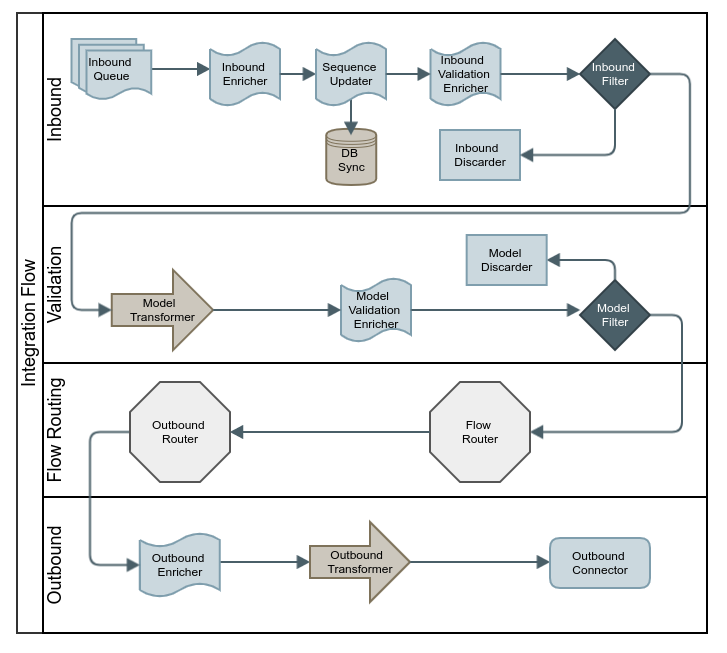 Integration Flow
Inbound
Inbound
Queue
Inbound
Enricher
Sequence
Updater
Inbound
Validation
Enricher
Inbound
Filter
DB
Sync
Inbound
Discarder
Validation
Model
Discarder
Model
Transformer
Model
Validation
Enricher
Model
Filter
Flow Routing
Outbound
Router
Flow
Router
Outbound
Outbound
Enricher
Outbound
Transformer
Outbound
Connector